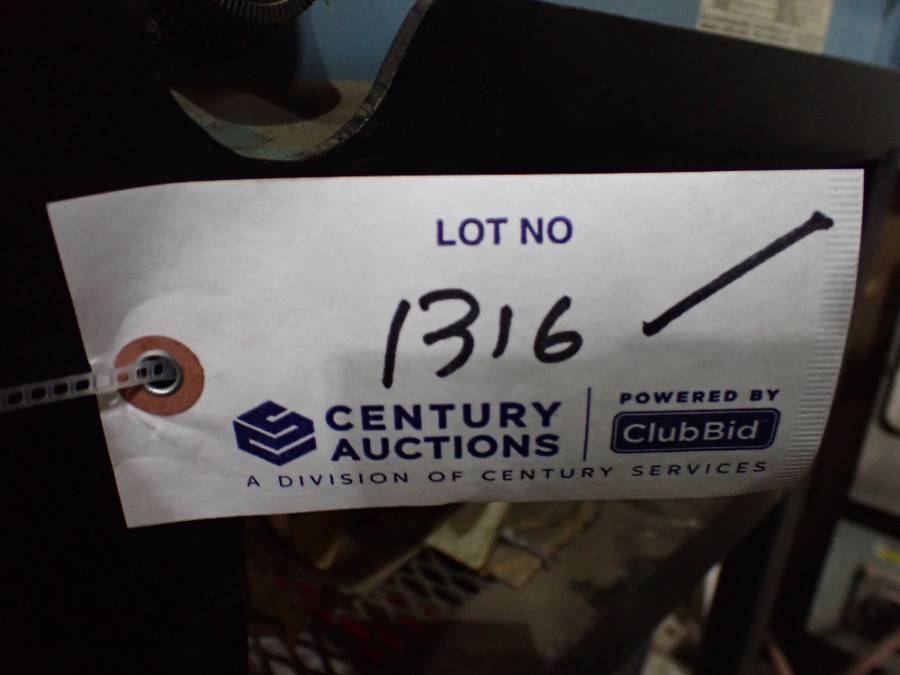 LOT NO
1316
CENTURY
AUCTIONS
A DIVISION OF CENTURY SERVICES
POWERED BY
ClubBid